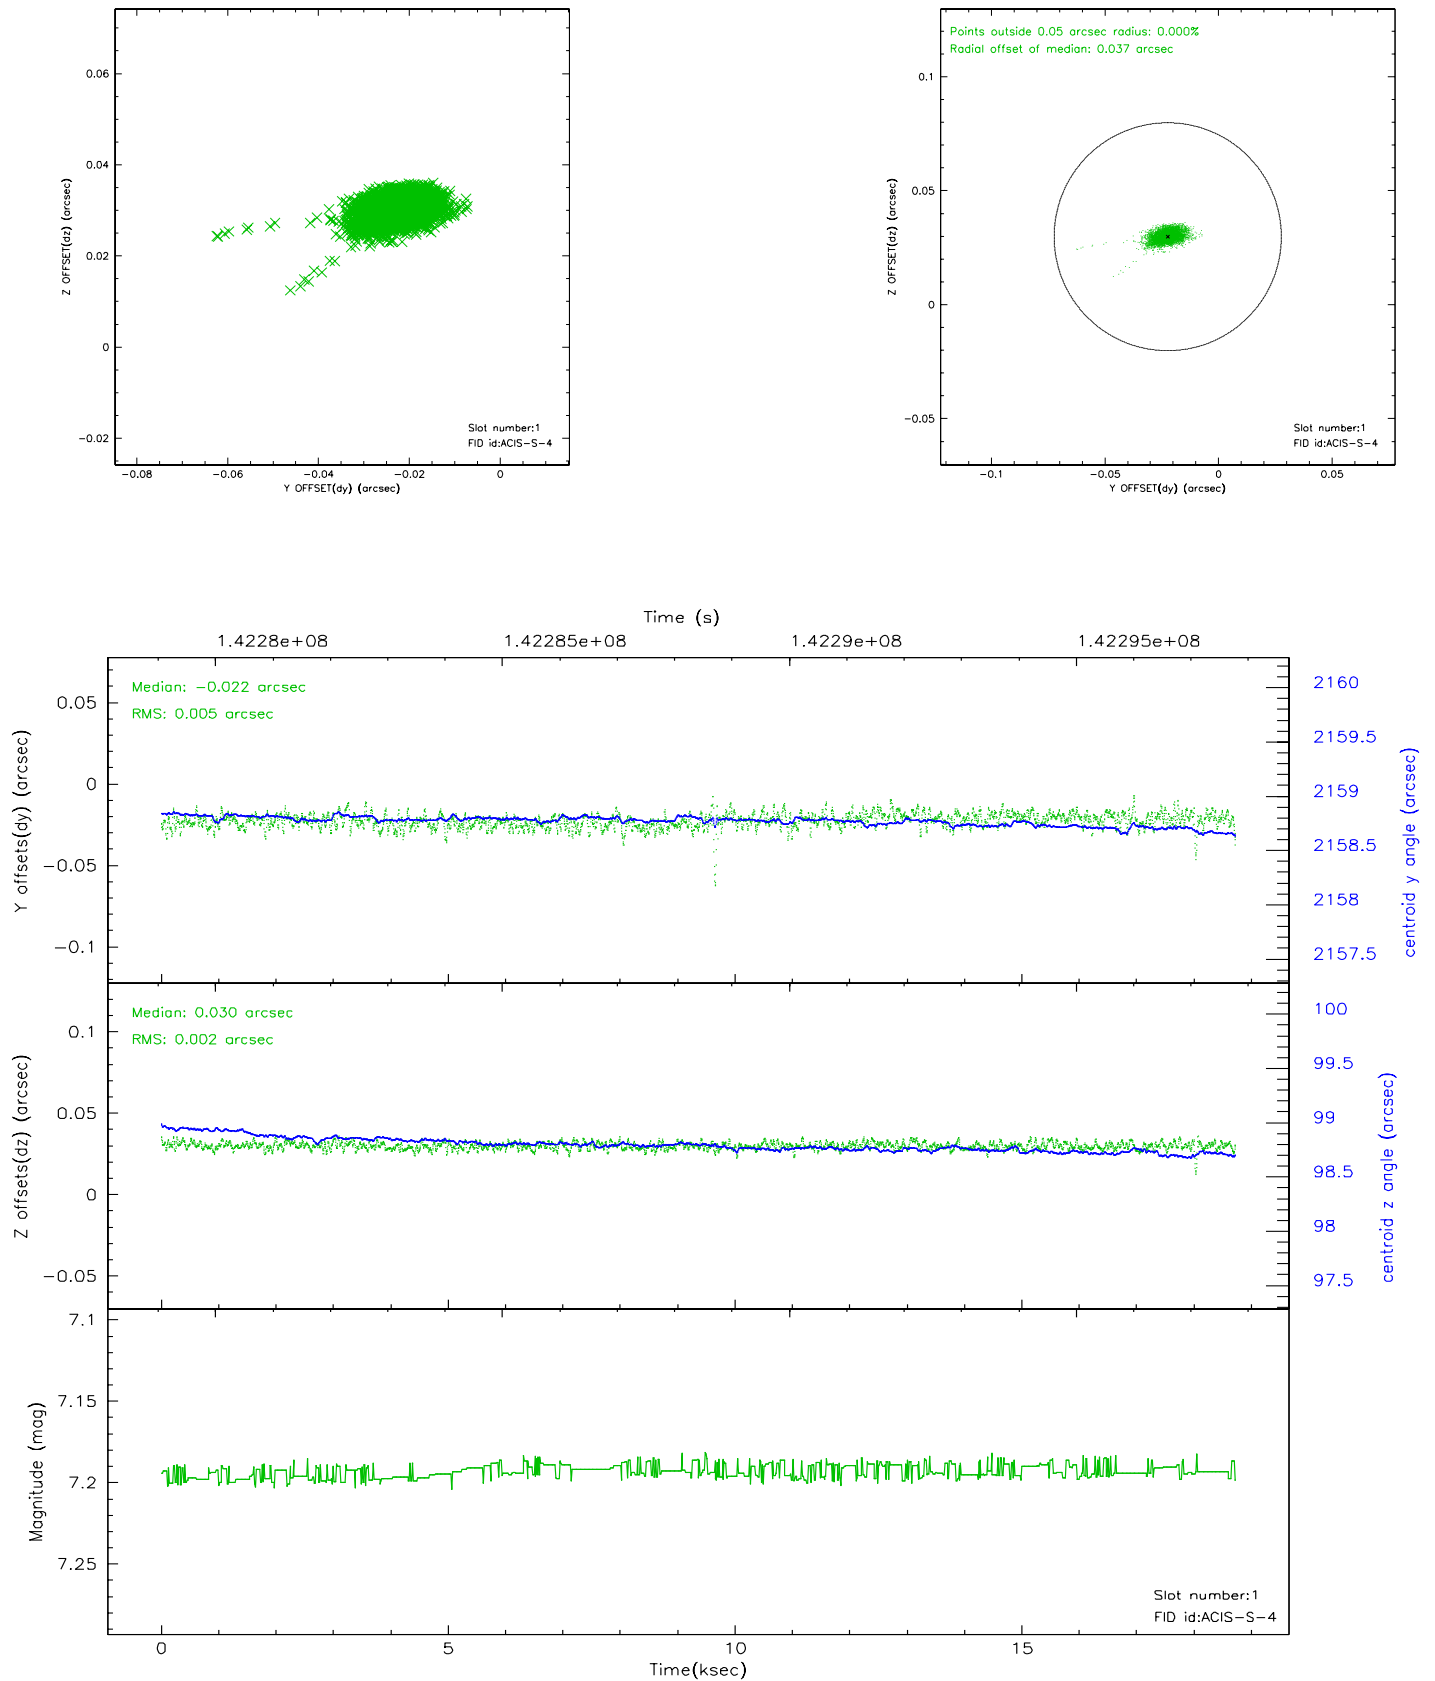 0.06
0.04
0.02
0
-0.02
Z OFFSET(dz) (arcsec)
Slot number:1
FID id:ACIS-S-4
-0.08 -0.06 -0.04 -0.02 0
Y OFFSET(dy) (arcsec)
Points outside 0.05 arcsec radius: 0.000%
Radial offset of median: 0.037 arcsec
0.1
0.05
0
-0.05
Z OFFSET(dz) (arcsec)
Slot number:1
FID id:ACIS-S-4
-0.1 -0.05 0 0.05
Y OFFSET(dy) (arcsec)
Time (s)
1.4228e+08 1.42285e+08 1.4229e+08 1.42295e+08
Median: -0.022 arcsec
RMS: 0.005 arcsec
0.05
0
-0.05
-0.1
Y offsets(dy) (arcsec)
2160
2159.5
2159
2158.5
2158
2157.5
centroid y angle (arcsec)
Median: 0.030 arcsec
RMS: 0.002 arcsec
0.1
0.05
0
-0.05
Z offsets(dz) (arcsec)
100
99.5
99
98.5
98
97.5
centroid z angle (arcsec)
7.1
7.15
7.2
7.25
Magnitude (mag)
Slot number:1
FID id:ACIS-S-4
0 5 10 15
Time(ksec)